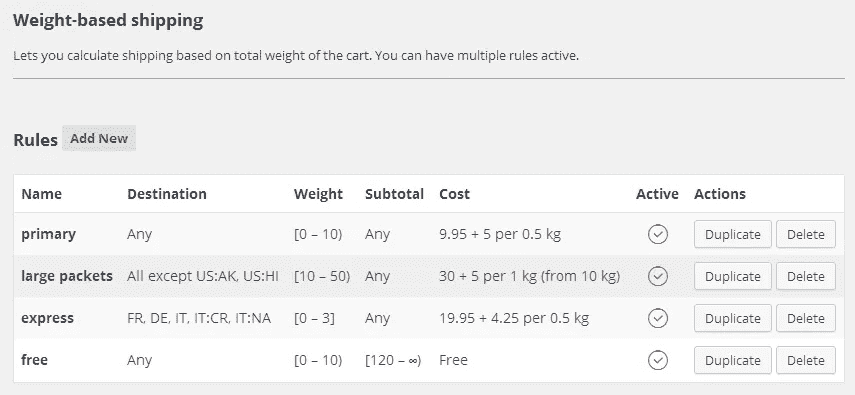 Weight-based shipping
Lets you calculate shipping based on total weight of the cart. You can have multiple rules active.
Rules Add New
Name Destination Weight Subtotal Cost Active Actions
primary Any [0 – 10) Any 9.95 + 5 per 0.5 kg Duplicate Delete
large packets All except US:AK, US:HI [10 – 50) Any 30 + 5 per 1 kg (from 10 kg) Duplicate Delete
express FR, DE, IT, IT:CR, IT:NA [0 – 3] Any 19.95 + 4.25 per 0.5 kg Duplicate Delete
free Any [0 – 10) [120 – ∞) Free Duplicate Delete